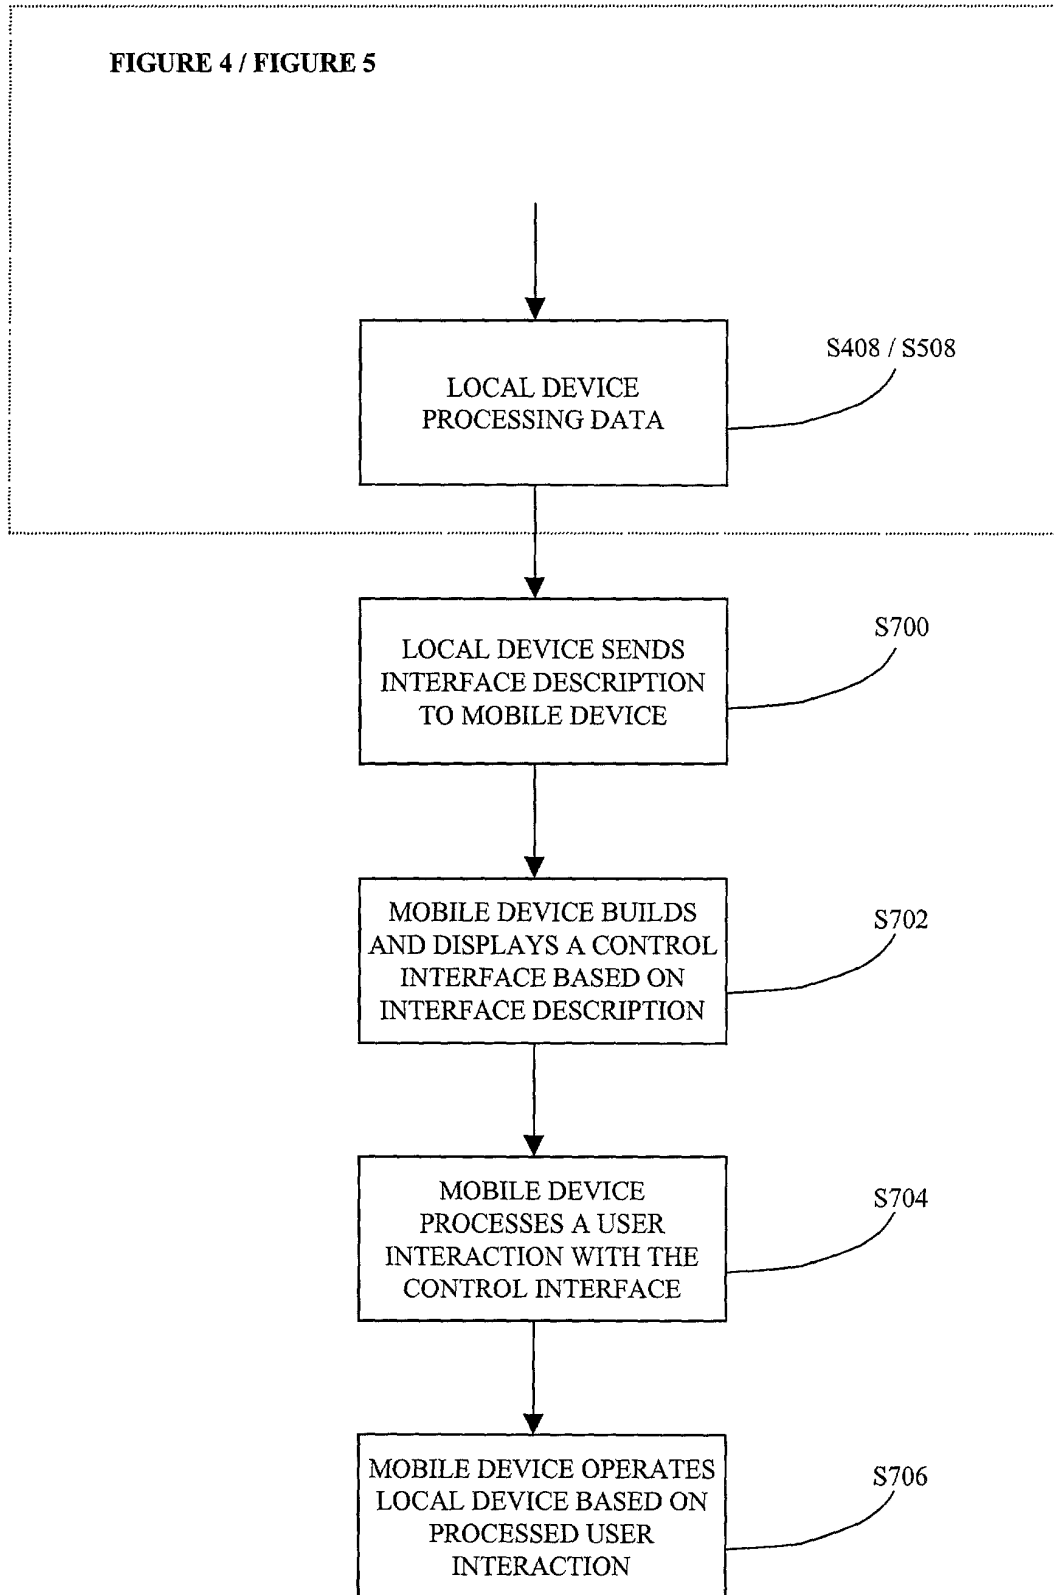 FIGURE 4 / FIGURE 5
S408 / S508
LOCAL DEVICE
PROCESSING DATA
S700
LOCAL DEVICE SENDS
INTERFACE DESCRIPTION
TO MOBILE DEVICE
S702
MOBILE DEVICE BUILDS
AND DISPLAYS A CONTROL
INTERFACE BASED ON
INTERFACE DESCRIPTION
S704
MOBILE DEVICE
PROCESSES A USER
INTERACTION WITH THE
CONTROL INTERFACE
S706
MOBILE DEVICE OPERATES
LOCAL DEVICE BASED ON
PROCESSED USER
INTERACTION